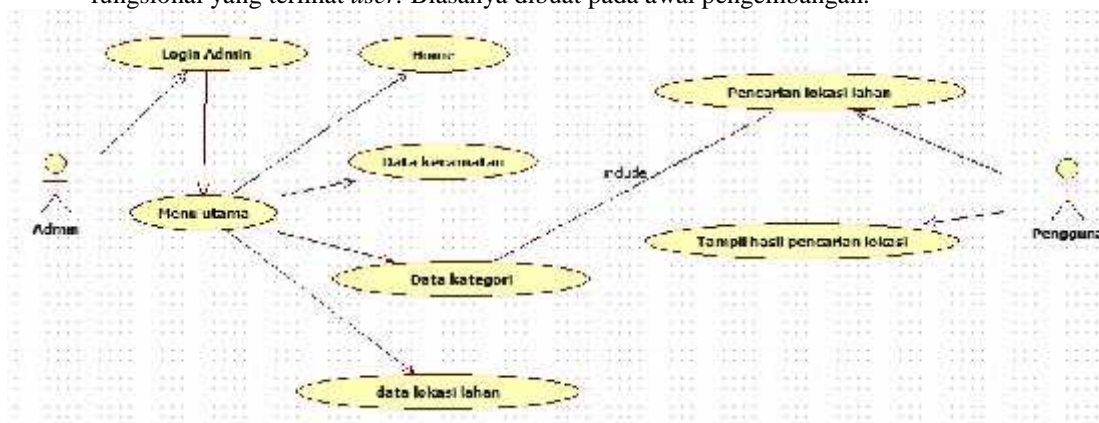 fungsional yang terlihat user. Biasanya dibuat pada awal pengembangan.
Login Admin
Home
Pencarian lokasi lahan
Data kecamatan
include
Admin
Menu utama
Pengguna
Tampil hasil pencarian lokasi
Data kategori
data lokasi lahan